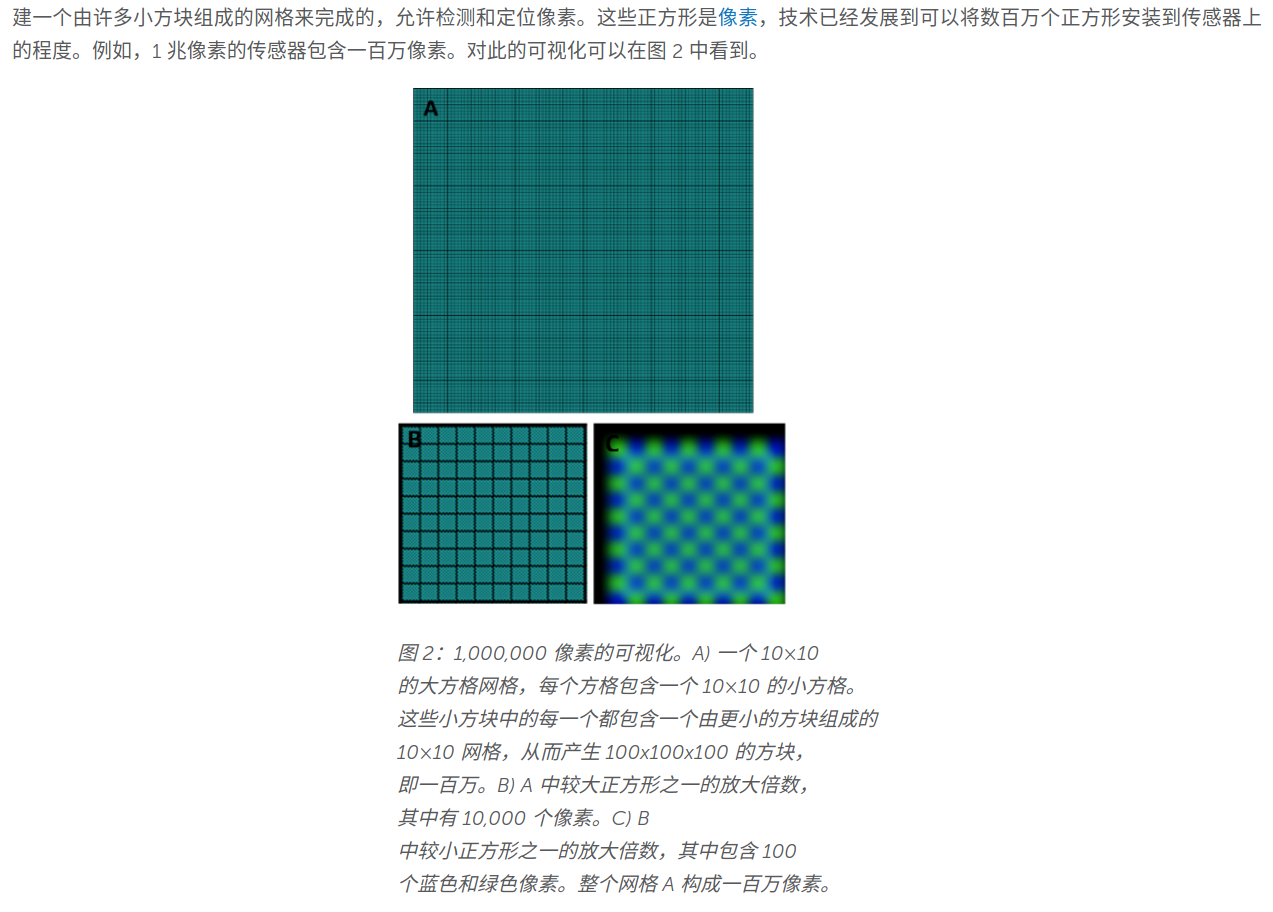 建一个由许多小方块组成的网格来完成的，允许检测和定位像素。这些正方形是像素，技术已经发展到可以将数百万个正方形安装到传感器上
的程度。例如，1 兆像素的传感器包含一百万像素。对此的可视化可以在图 2 中看到。
A
B
C
图 2：1,000,000 像素的可视化。A) 一个 10×10
的大方格网格，每个方格包含一个 10×10 的小方格。
这些小方块中的每一个都包含一个由更小的方块组成的
10×10 网格，从而产生 100x100x100 的方块，
即一百万。B) A 中较大正方形之一的放大倍数，
其中有 10,000 个像素。C) B
中较小正方形之一的放大倍数，其中包含 100
个蓝色和绿色像素。整个网格 A 构成一百万像素。